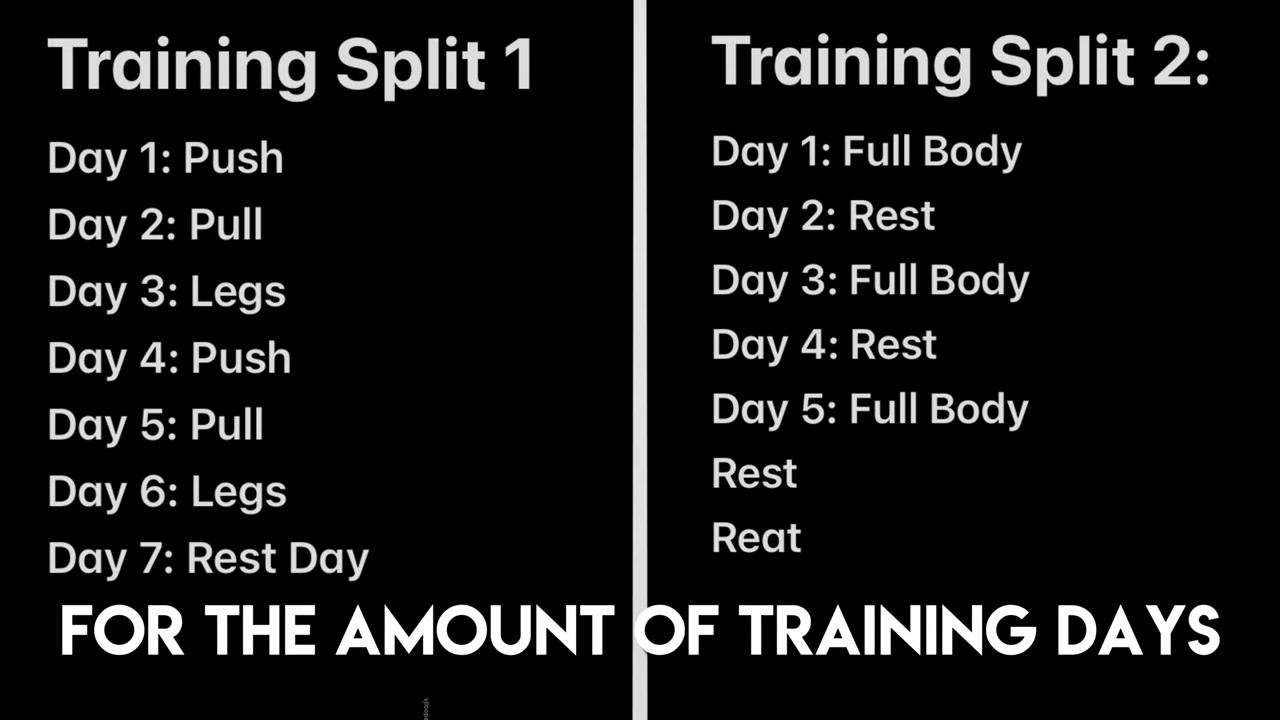 Training Split 1
Day 1: Push
Day 2: Pull
Day 3: Legs
Day 4: Push
Day 5: Pull
Day 6: Legs
Day 7: Rest Day
Training Split 2:
Day 1: Full Body
Day 2: Rest
Day 3: Full Body
Day 4: Rest
Day 5: Full Body
Rest
Reat
FOR THE AMOUNT OF TRAINING DAYS